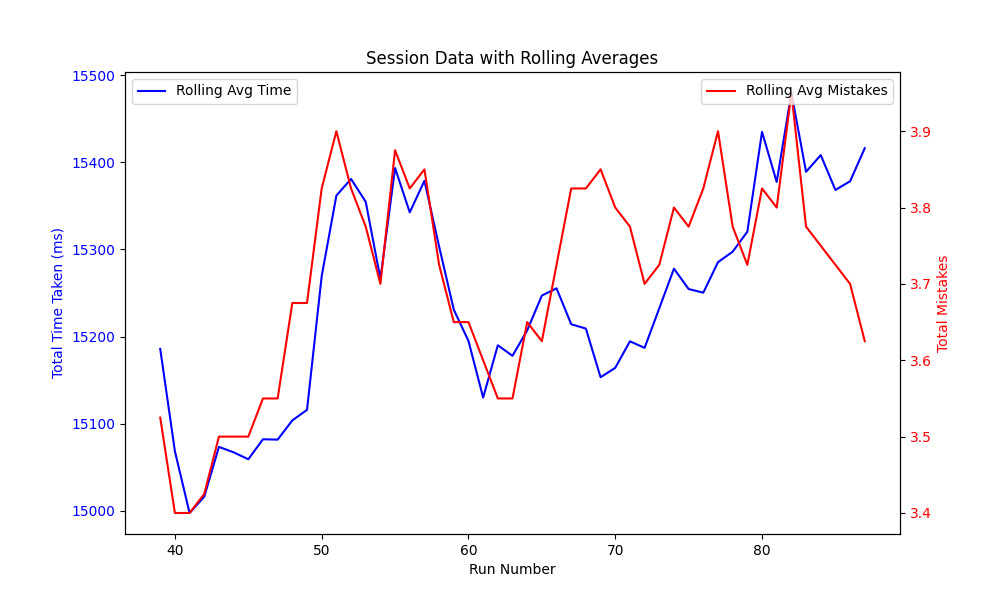 Session Data with Rolling Averages
Rolling Avg Time
Rolling Avg Mistakes
Total Time Taken (ms)
15500
15400
15300
15200
15100
15000
3.9
3.8
3.7
3.6
3.5
3.4
Total Mistakes
40 50 60 70 80
Run Number